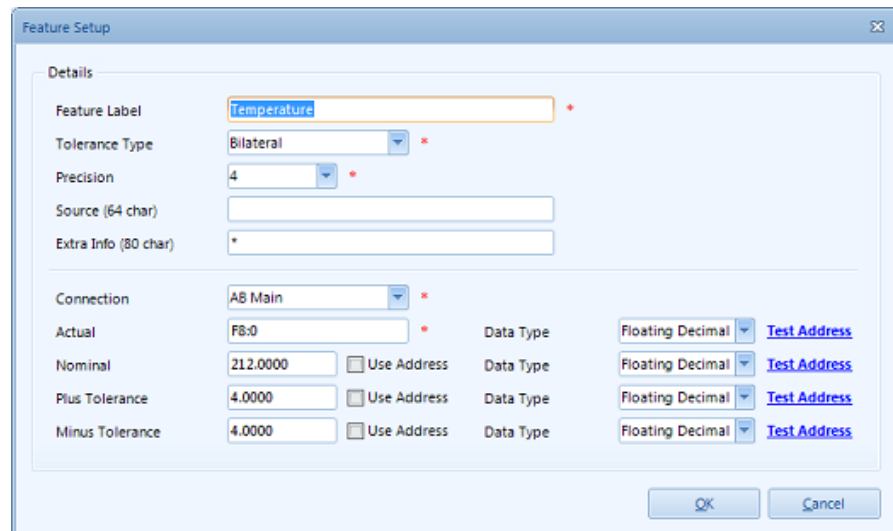 Feature Setup
Details
Feature Label Temperature *
Tolerance Type Bilateral *
Precision 4 *
Source (64 char)
Extra Info (80 char) *
Connection AB Main *
Actual F8:0 * Data Type Floating Decimal Test Address
Nominal 212.0000 Use Address Data Type Floating Decimal Test Address
Plus Tolerance 4.0000 Use Address Data Type Floating Decimal Test Address
Minus Tolerance 4.0000 Use Address Data Type Floating Decimal Test Address
OK Cancel